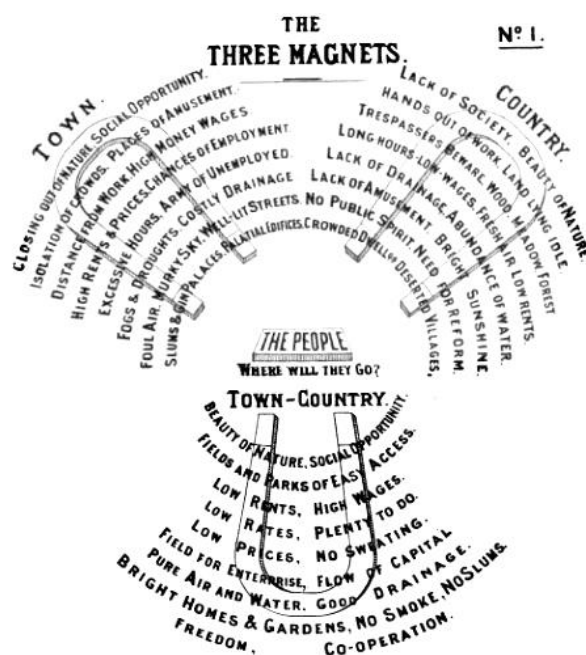 THE
THREE MAGNETS.
Nº 1.
TOWN.
CLOSING OUT OF NATURE. SOCIAL OPPORTUNITY.
ISOLATION OF CROWDS. PLACES OF AMUSEMENT.
DISTANCE FROM WORK. HIGH MONEY WAGES
HIGH RENTS & PRICES. CHANCES OF EMPLOYMENT.
EXCESSIVE HOURS. ARMY OF UNEMPLOYED.
FOGS & DROUGHTS. COSTLY DRAINAGE
FOUL AIR. MURKY SKY. WELL-LIT STREETS.
SLUMS & GIN PALACES. PALATIAL EDIFICES.
COUNTRY.
LACK OF SOCIETY. BEAUTY OF NATURE.
HANDS OUT OF WORK. LAND LYING IDLE.
TRESPASSERS BEWARE. WOOD, MEADOW, FOREST
LONG HOURS-LOW-WAGES. FRESH AIR LOW RENTS.
LACK OF DRAINAGE. ABUNDANCE OF WATER.
LACK OF AMUSEMENT. BRIGHT SUNSHINE.
NO PUBLIC SPIRIT. NEED FOR REFORM.
CROWDED DWELLGS DESERTED VILLAGES,
THE PEOPLE
WHERE WILL THEY GO?
TOWN-COUNTRY.
BEAUTY OF NATURE. SOCIAL OPPORTUNITY.
FIELDS AND PARKS OF EASY ACCESS.
LOW RENTS, HIGH WAGES.
LOW RATES, PLENTY TO DO.
LOW PRICES, NO SWEATING.
FIELD FOR ENTERPRISE, FLOW OF CAPITAL
PURE AIR AND WATER. GOOD DRAINAGE.
BRIGHT HOMES & GARDENS, NO SMOKE, NO SLUMS.
FREEDOM, CO-OPERATION.